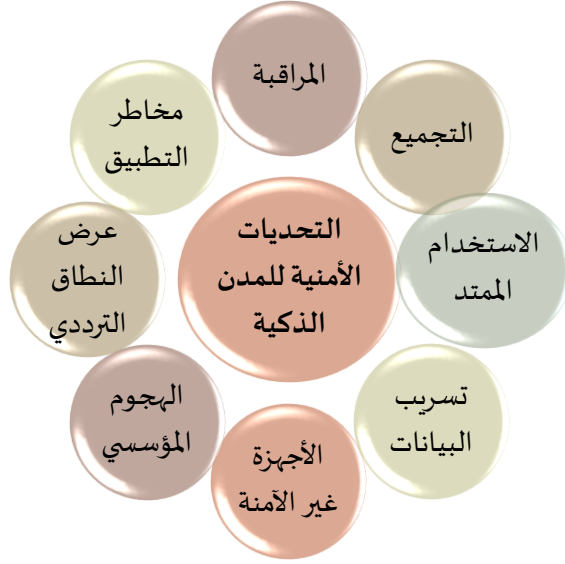 المراقبة
التجميع
الاستخدام
الممتد
تسريب
البيانات
الأجهزة
غير الآمنة
الهجوم
المؤسسي
عرض
النطاق
الترددي
مخاطر
التطبيق
التحديات
الأمنية للمدن
الذكية